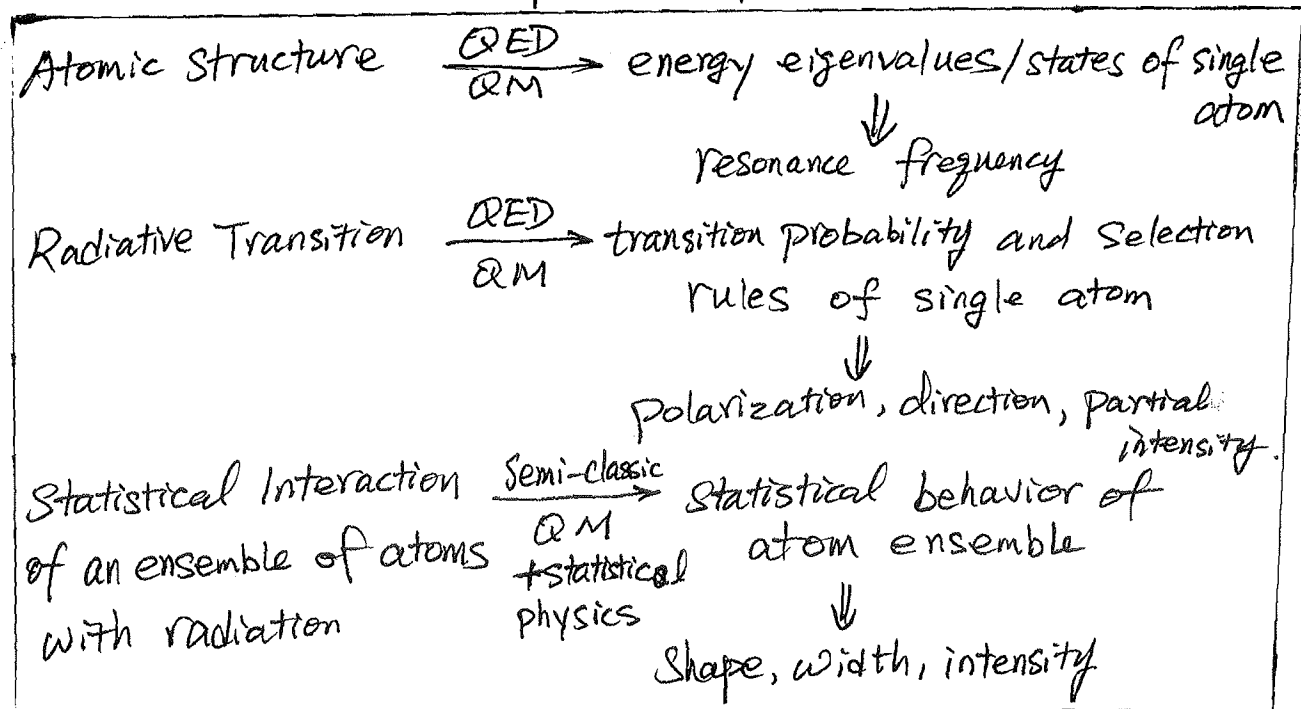 Atomic Structure QED energy eigenvalues/states of single
QM atom
resonance frequency
Radiative Transition QED transition probability and selection
QM rules of single atom
polarization, direction, partial
intensity.
Statistical Interaction Semi-classic Statistical behavior of
of an ensemble of atoms QM atom ensemble
with radiation +statistical
physics
Shape, width, intensity